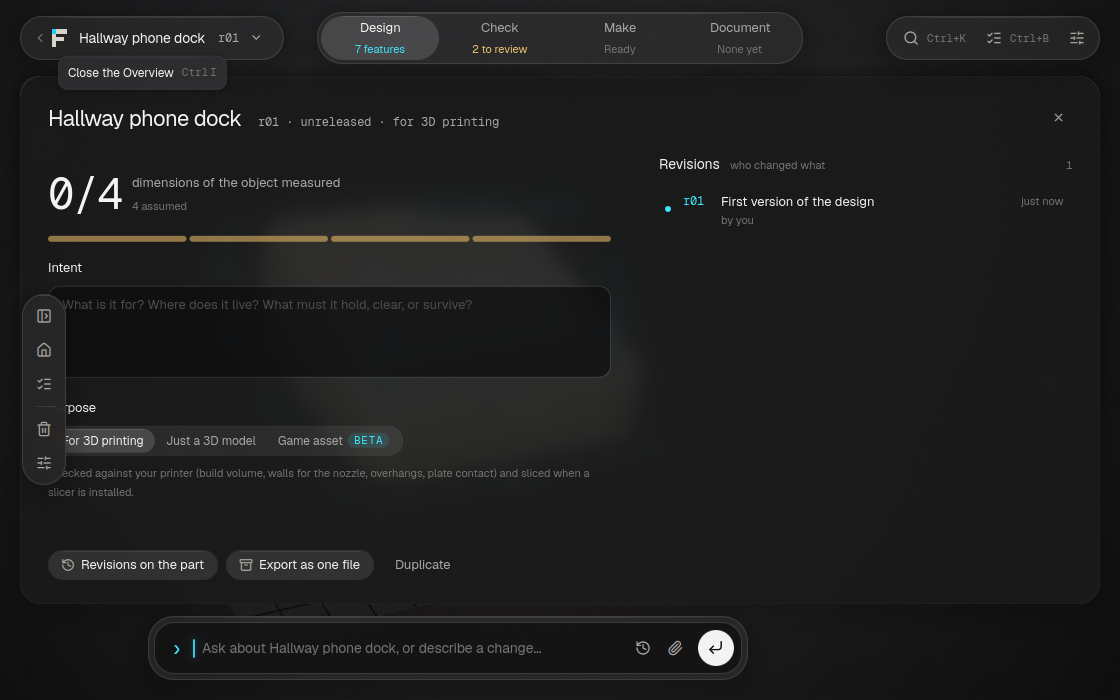 Hallway phone dock r01
Design
7 features
Check
2 to review
Make
Ready
Document
None yet
Ctrl+K
Ctrl+B
Close the Overview Ctrl I
Hallway phone dock r01 · unreleased · for 3D printing
0/4
dimensions of the object measured
4 assumed
Intent
What is it for? Where does it live? What must it hold, clear, or survive?
rpose
For 3D printing Just a 3D model Game asset BETA
ecked against your printer (build volume, walls for the nozzle, overhangs, plate contact) and sliced when a
slicer is installed.
Revisions on the part Export as one file Duplicate
Revisions who changed what 1
r01 First version of the design just now
by you
Ask about Hallway phone dock, or describe a change…